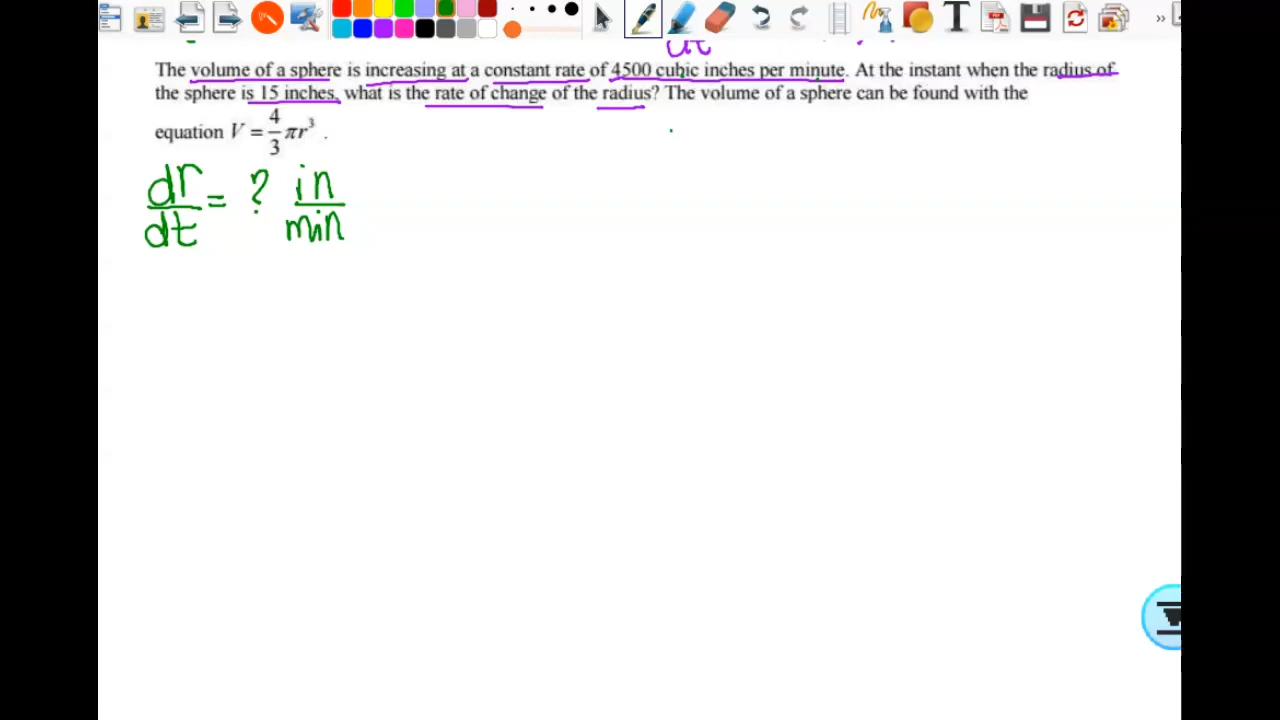 dt
The volume of a sphere is increasing at a constant rate of 4500 cubic inches per minute. At the instant when the radius of
the sphere is 15 inches, what is the rate of change of the radius? The volume of a sphere can be found with the
equation V = 4/3 πr³ .
dr/dt = ? in/min